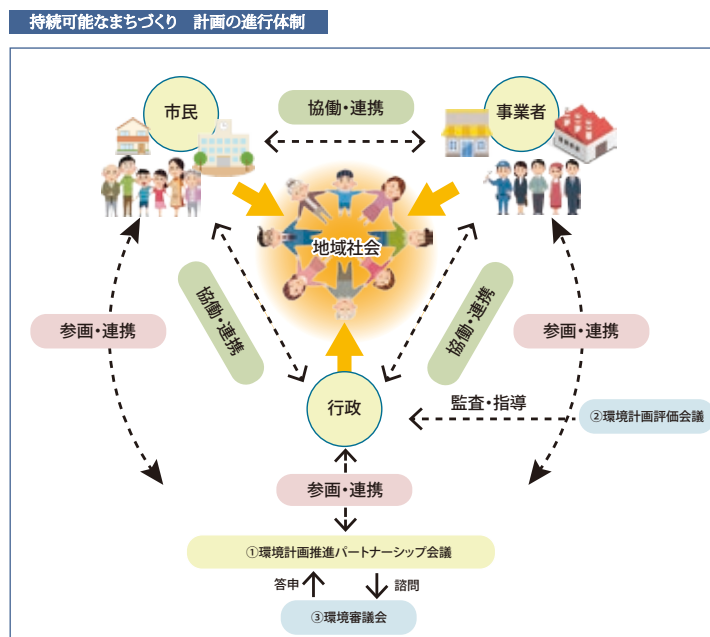 持続可能なまちづくり　計画の進行体制
市民
協働・連携
事業者
地域社会
協働・連携
協働・連携
参画・連携
参画・連携
行政
監査・指導
②環境計画評価会議
参画・連携
①環境計画推進パートナーシップ会議
答申
諮問
③環境審議会